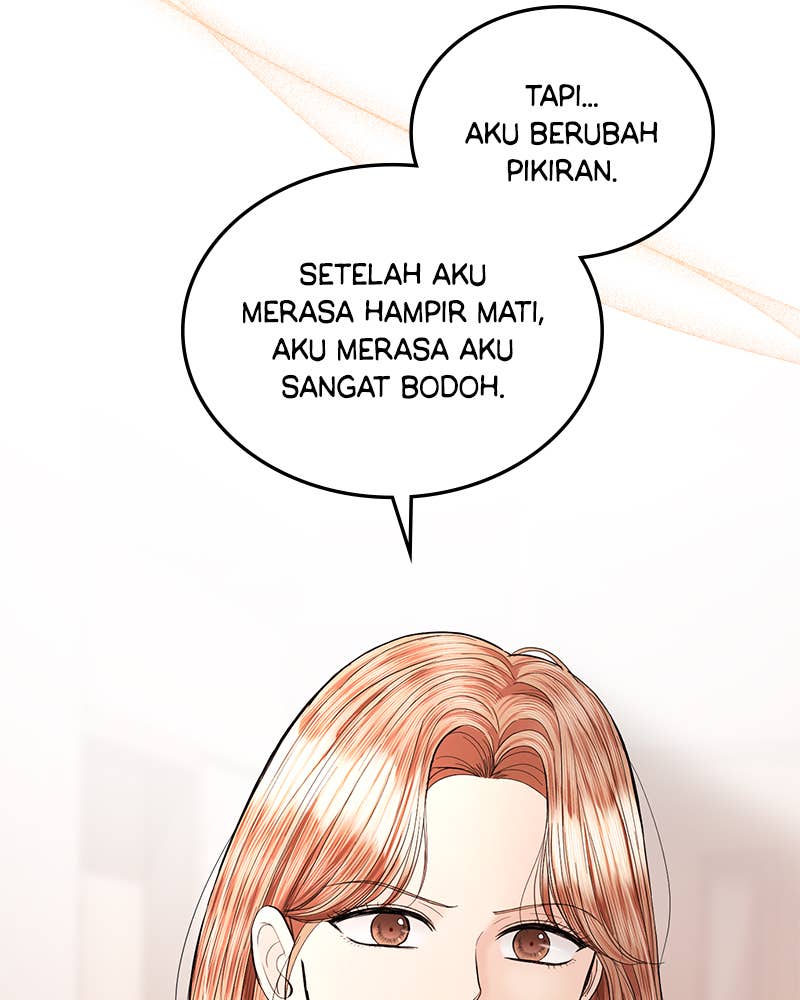 TAPI...
AKU BERUBAH
PIKIRAN.
SETELAH AKU
MERASA HAMPIR MATI,
AKU MERASA AKU
SANGAT BODOH.